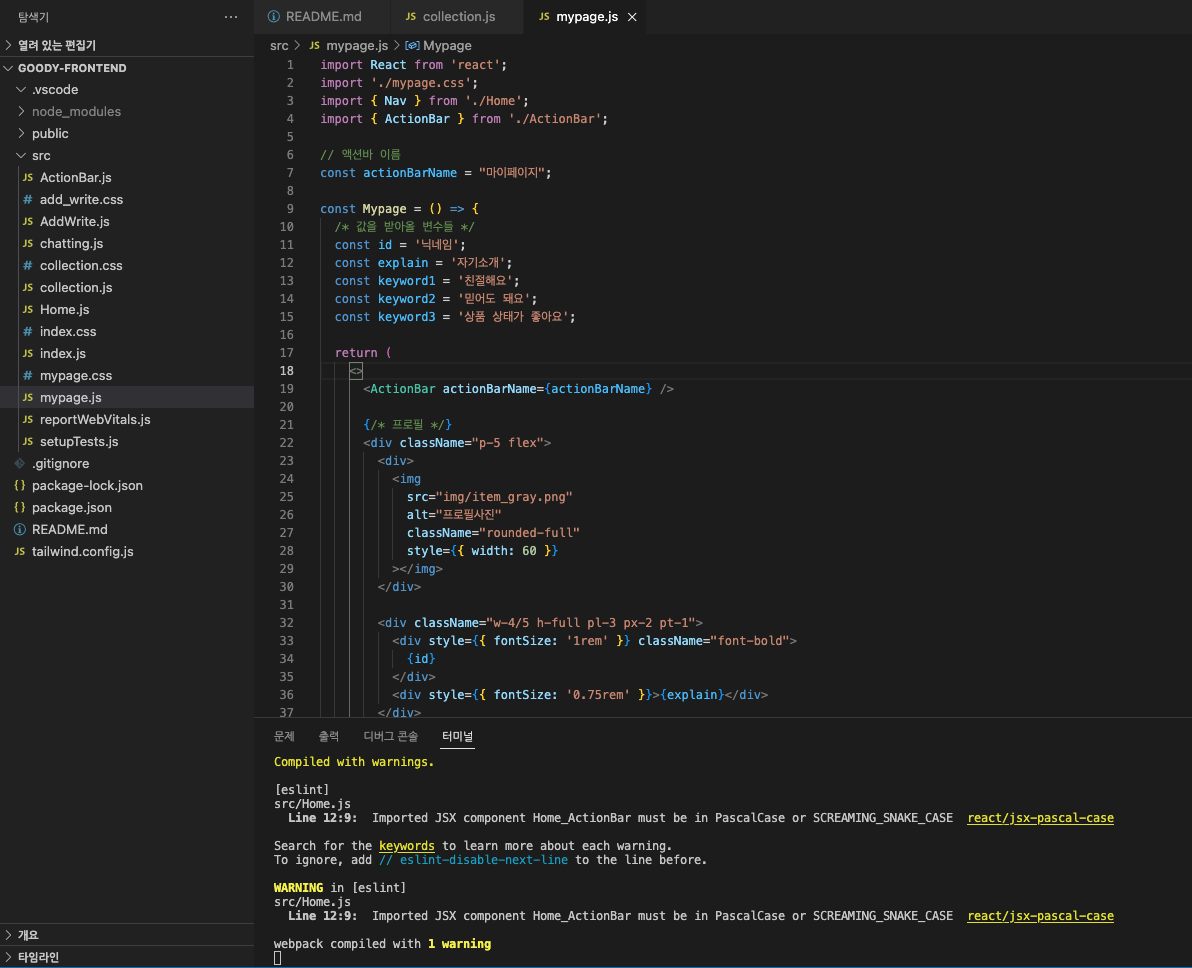 탐색기
···
열려 있는 편집기
GOODY-FRONTEND
.vscode
node_modules
public
src
JS ActionBar.js
# add_write.css
JS AddWrite.js
JS chatting.js
# collection.css
JS collection.js
JS Home.js
# index.css
JS index.js
# mypage.css
JS mypage.js
JS reportWebVitals.js
JS setupTests.js
.gitignore
{} package-lock.json
{} package.json
README.md
JS tailwind.config.js
개요
타임라인
README.md
JS collection.js
JS mypage.js
src > JS mypage.js > Mypage
1 import React from 'react';
2 import './mypage.css';
3 import { Nav } from './Home';
4 import { ActionBar } from './ActionBar';
5
6 // 액션바 이름
7 const actionBarName = "마이페이지";
8
9 const Mypage = () => {
10 /* 값을 받아올 변수들 */
11 const id = '닉네임';
12 const explain = '자기소개';
13 const keyword1 = '친절해요';
14 const keyword2 = '믿어도 돼요';
15 const keyword3 = '상품 상태가 좋아요';
16
17 return (
18 <>
19 <ActionBar actionBarName={actionBarName} />
20
21 {/* 프로필 */}
22 <div className="p-5 flex">
23 <div>
24 <img
25 src="img/item_gray.png"
26 alt="프로필사진"
27 className="rounded-full"
28 style={{ width: 60 }}
29 ></img>
30 </div>
31
32 <div className="w-4/5 h-full pl-3 px-2 pt-1">
33 <div style={{ fontSize: '1rem' }} className="font-bold">
34 {id}
35 </div>
36 <div style={{ fontSize: '0.75rem' }}>{explain}</div>
37 </div>
문제 출력 디버그 콘솔 터미널
Compiled with warnings.
[eslint]
src/Home.js
Line 12:9: Imported JSX component Home_ActionBar must be in PascalCase or SCREAMING_SNAKE_CASE react/jsx-pascal-case
Search for the keywords to learn more about each warning.
To ignore, add // eslint-disable-next-line to the line before.
WARNING in [eslint]
src/Home.js
Line 12:9: Imported JSX component Home_ActionBar must be in PascalCase or SCREAMING_SNAKE_CASE react/jsx-pascal-case
webpack compiled with 1 warning